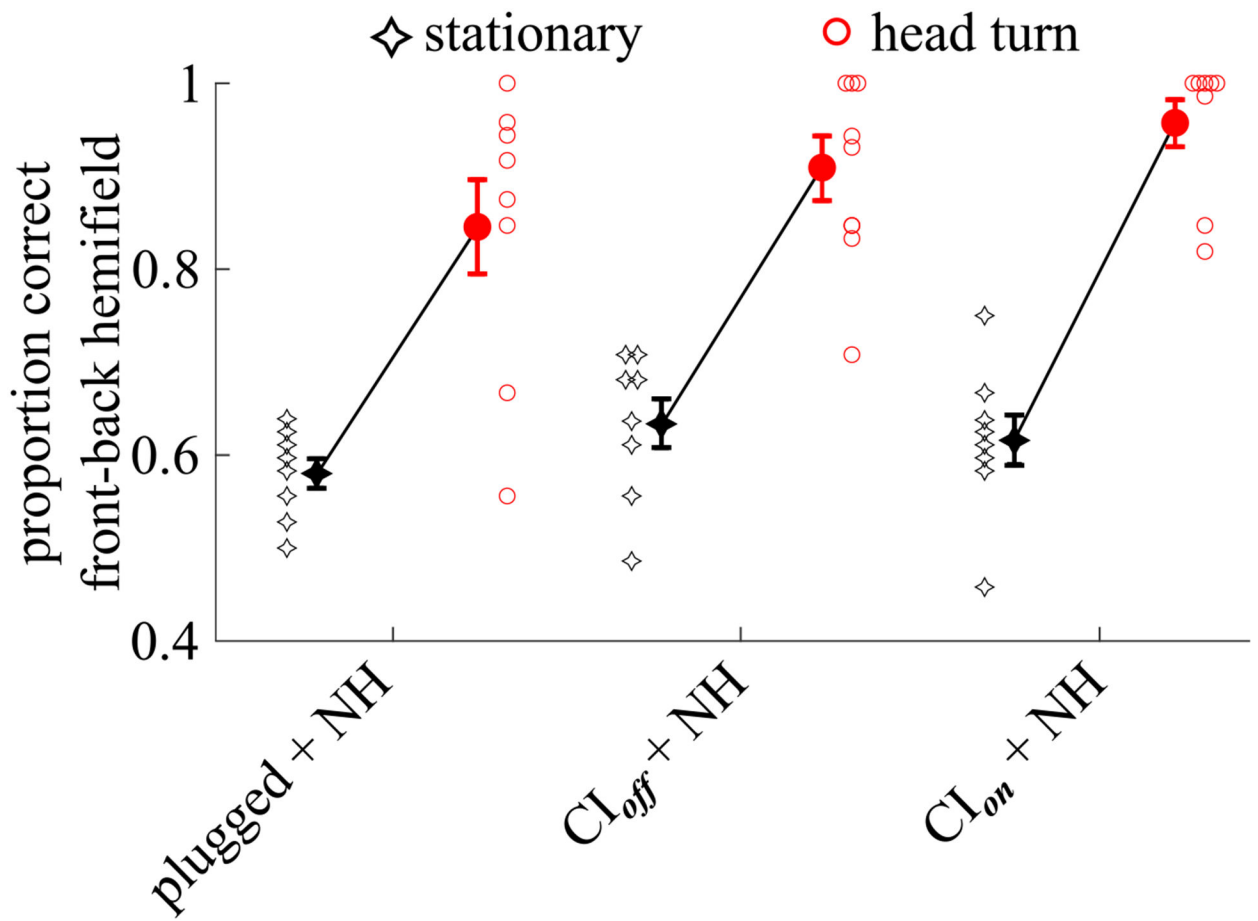 stationary
head turn
proportion correct
front-back hemifield
1
0.8
0.6
0.4
plugged + NH
CIoff + NH
CIon + NH